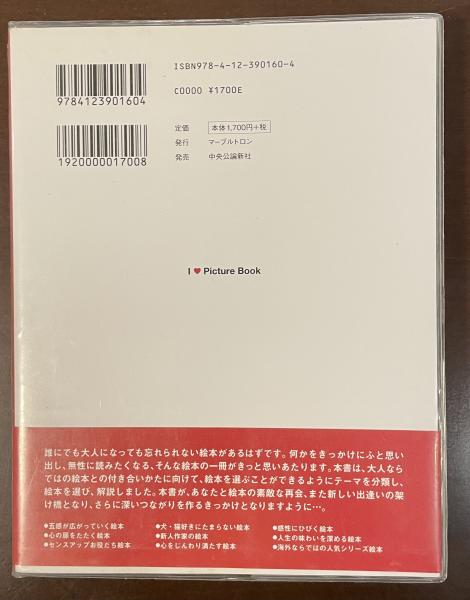 ISBN978-4-12-390160-4
9784123901604
C0000 ¥1700E
1920000017008
定価 本体1,700円+税
発行 マーブルトロン
発売 中央公論新社
I ♥ Picture Book
誰にでも大人になっても忘れられない絵本があるはずです。何かをきっかけにふと思い
出し、無性に読みたくなる、そんな絵本の一冊がきっと思いあたります。本書は、大人なら
ではの絵本との付き合いかたに向けて、絵本を選ぶことができるようにテーマを分類し、
絵本を選び、解説しました。本書が、あなたと絵本の素敵な再会、また新しい出逢いの架
け橋となり、さらに深いつながりを作るきっかけとなりますように…。
●五感が広がっていく絵本 ●犬・猫好きにたまらない絵本 ●感性にひびく絵本
●心の扉をたたく絵本 ●新人作家の絵本 ●人生の味わいを深める絵本
●センスアップお役だち絵本 ●心をじんわり満たす絵本 ●海外ならではの人気シリーズ絵本